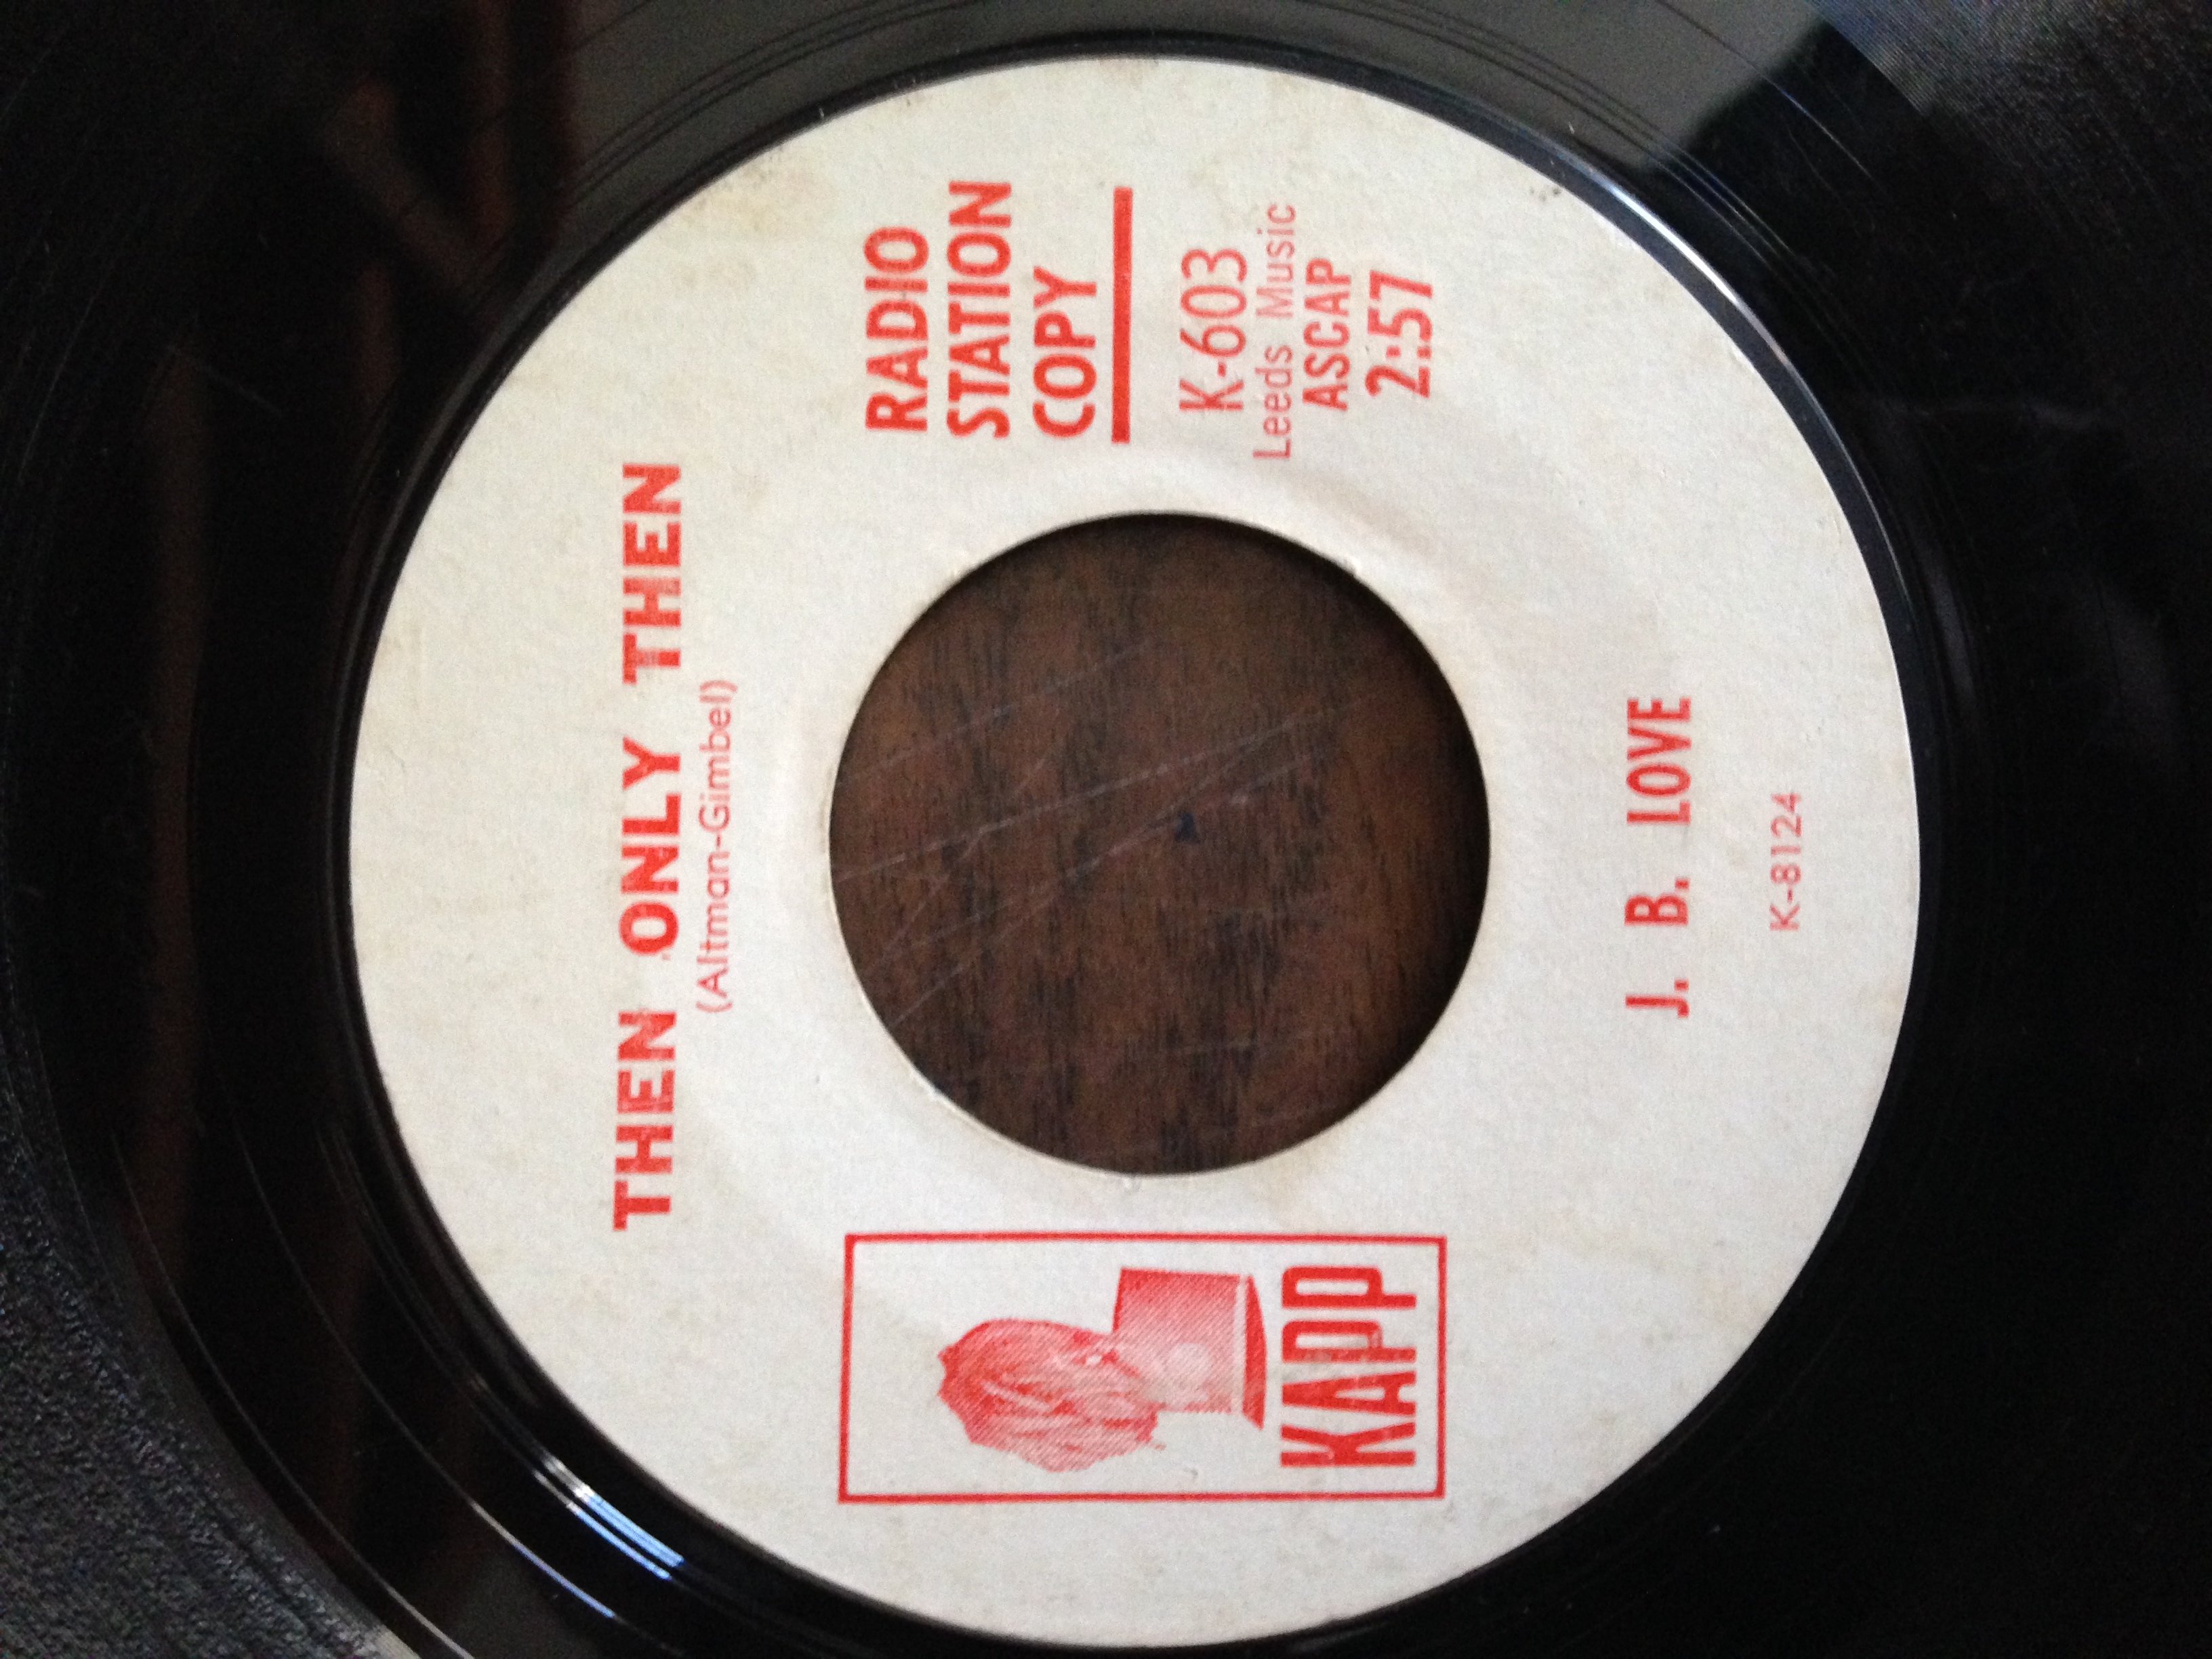 THEN ONLY THEN
(Altman-Gimbel)
KAPP
RADIO
STATION
COPY
K-603
Leeds Music
ASCAP
2:57
J. B. LOVE
K-8124